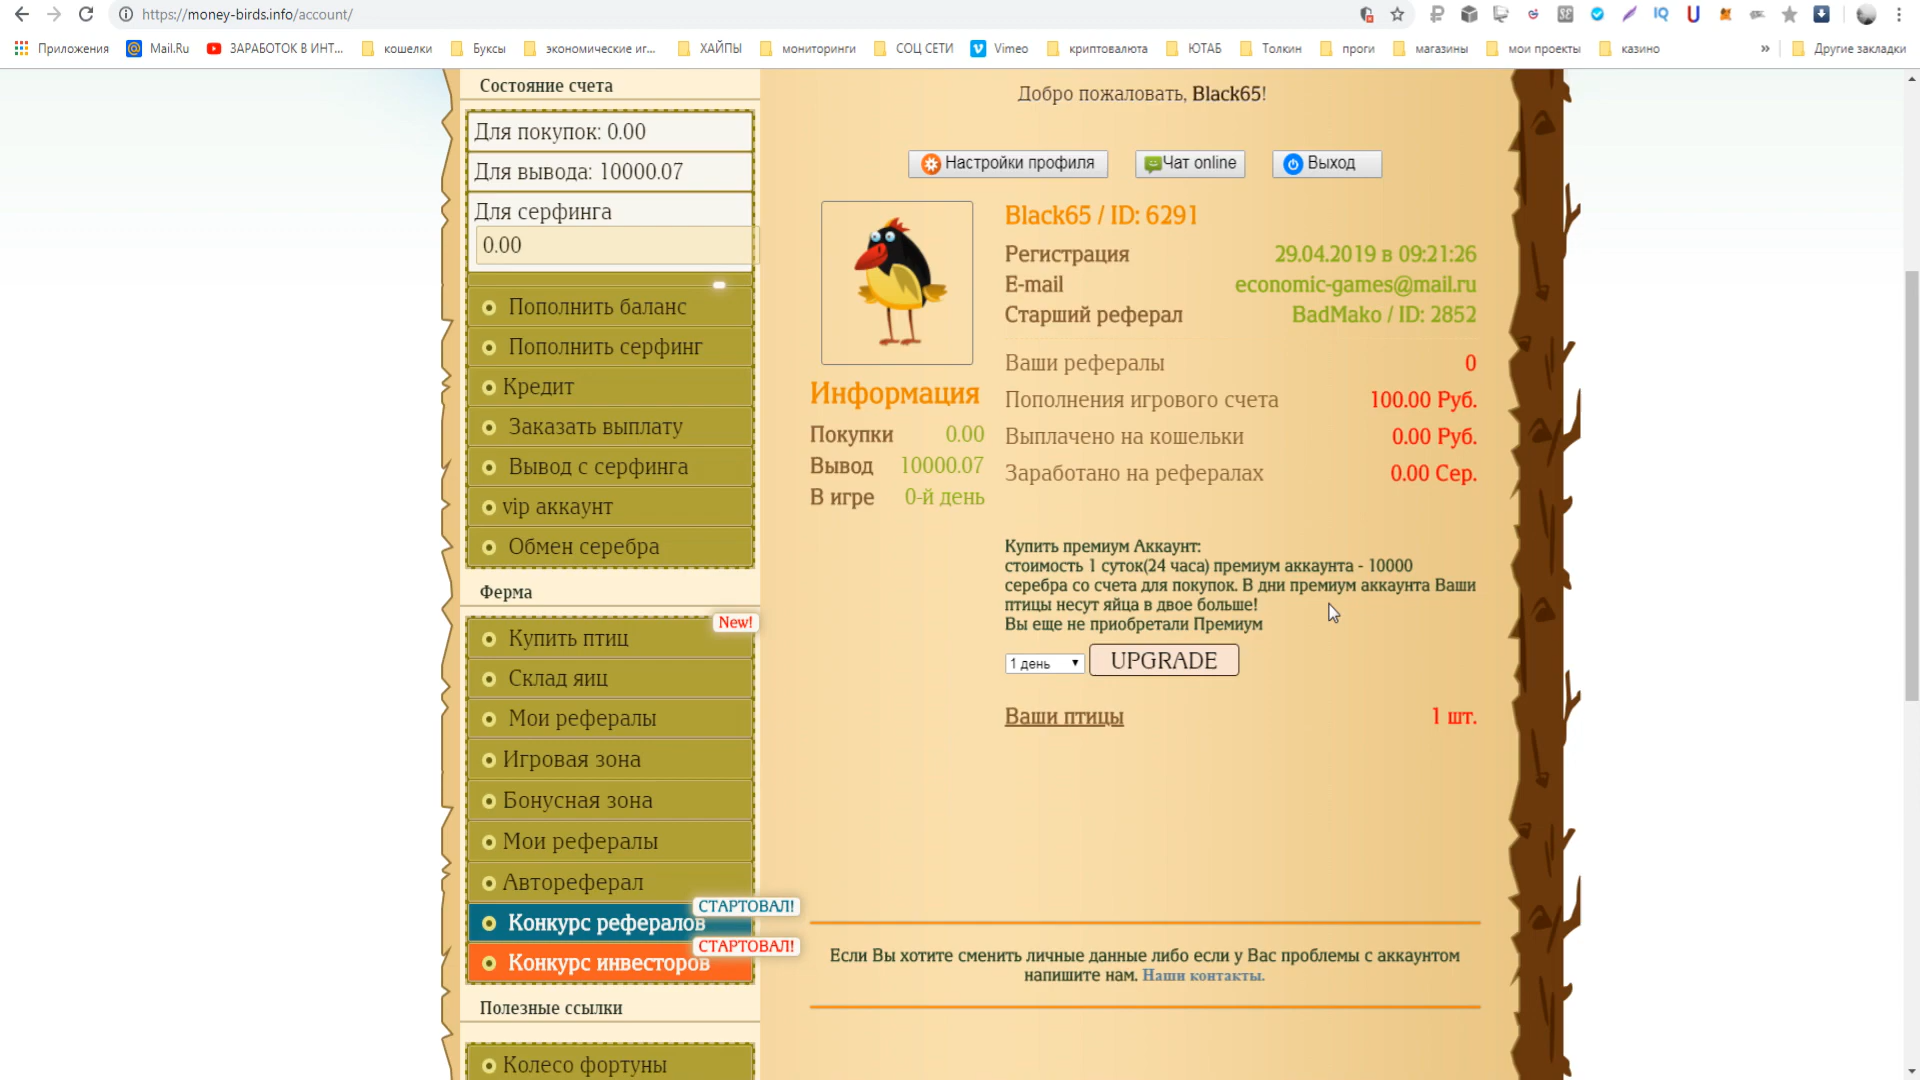 https://money-birds.info/account/
Приложения
Mail.Ru
ЗАРАБОТОК В ИНТ...
кошелки
Буксы
экономические иг...
ХАЙПЫ
мониторинги
СОЦ СЕТИ
Vimeo
криптовалюта
ЮТАБ
Толкин
проги
магазины
мои проекты
казино
»
Другие закладки
Состояние счета
Для покупок: 0.00
Для вывода: 10000.07
Для серфинга
0.00
Пополнить баланс
Пополнить серфинг
Кредит
Заказать выплату
Вывод с серфинга
vip аккаунт
Обмен серебра
Ферма
New!
Купить птиц
Склад яиц
Мои рефералы
Игровая зона
Бонусная зона
Мои рефералы
Автореферал
СТАРТОВАЛ!
Конкурс рефералов
СТАРТОВАЛ!
Конкурс инвесторов
Полезные ссылки
Колесо фортуны
Добро пожаловать, Black65!
Настройки профиля
Чат online
Выход
Black65 / ID: 6291
Регистрация 29.04.2019 в 09:21:26
E-mail economic-games@mail.ru
Старший реферал BadMako / ID: 2852
Ваши рефералы 0
Пополнения игрового счета 100.00 Руб.
Выплачено на кошельки 0.00 Руб.
Заработано на рефералах 0.00 Сер.
Информация
Покупки 0.00
Вывод 10000.07
В игре 0-й день
Купить премиум Аккаунт:
стоимость 1 суток(24 часа) премиум аккаунта - 10000
серебра со счета для покупок. В дни премиум аккаунта Ваши
птицы несут яйца в двое больше!
Вы еще не приобретали Премиум
1 день
UPGRADE
Ваши птицы 1 шт.
Если Вы хотите сменить личные данные либо если у Вас проблемы с аккаунтом
напишите нам. Наши контакты.